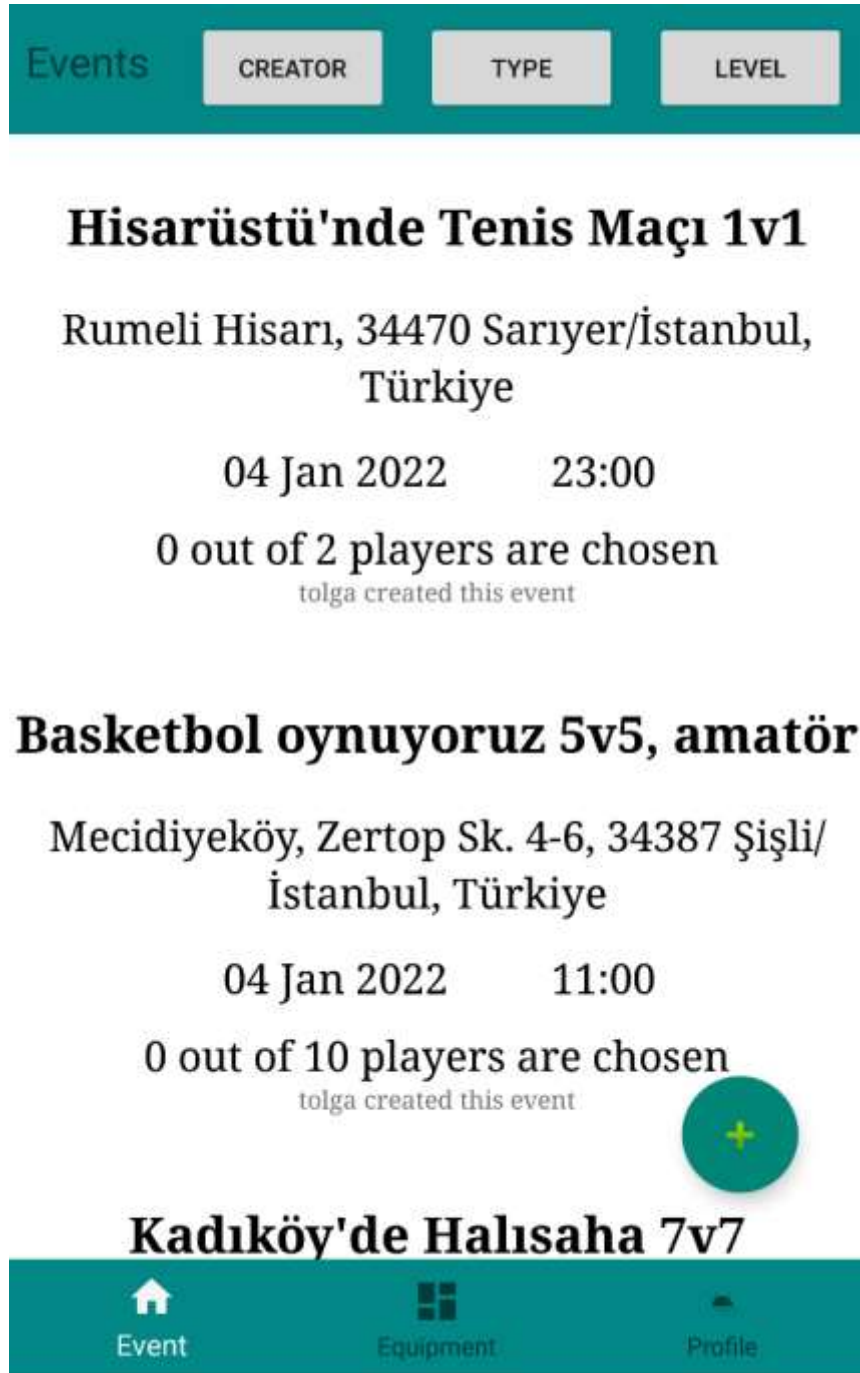 Events CREATOR TYPE LEVEL
Hisarüstü'nde Tenis Maçı 1v1
Rumeli Hisarı, 34470 Sarıyer/İstanbul,
Türkiye
04 Jan 2022 23:00
0 out of 2 players are chosen
tolga created this event
Basketbol oynuyoruz 5v5, amatör
Mecidiyeköy, Zertop Sk. 4-6, 34387 Şişli/
İstanbul, Türkiye
04 Jan 2022 11:00
0 out of 10 players are chosen
tolga created this event
+
Kadıköy'de Halısaha 7v7
Event Equipment Profile